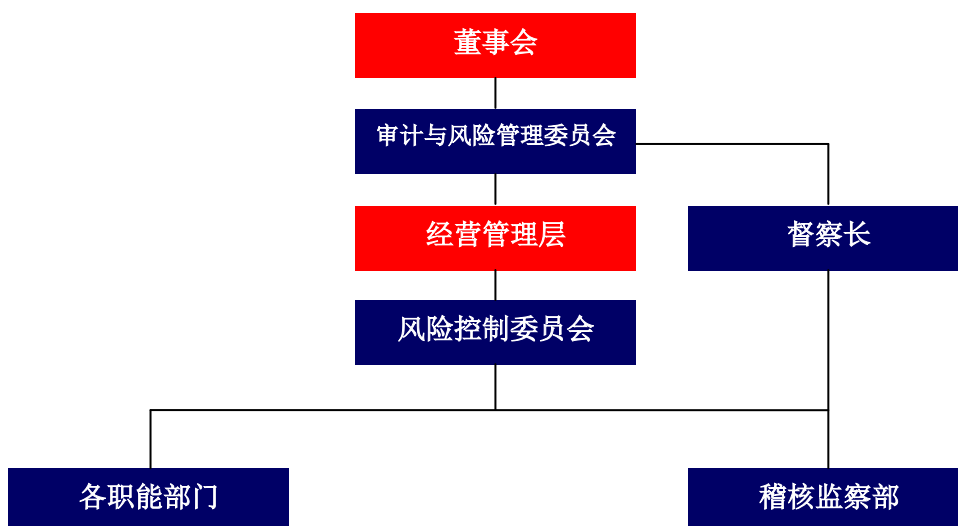 董事会
审计与风险管理委员会
经营管理层
督察长
风险控制委员会
各职能部门
稽核监察部